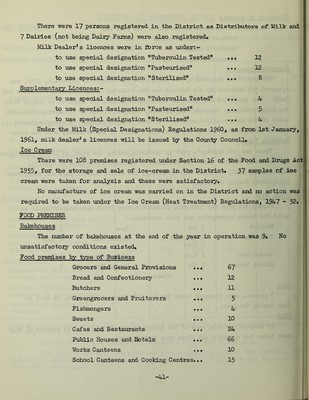 There were 17 persons registered in the District as Distributors of Milk and
7 Dairies (not being Dairy Farms) were also registered.
Milk Dealer's licences were in force as under:-
to use special designation "Tuberculin Tested" ... 12
to use special designation "Pasteurised" ... 12
to use special designation "Sterilised" ... 8
Supplementary Licences:-
to use special designation "Tuberculin Tested" ... 4
to use special designation "Pasteurised" ... 5
to use special designation "Sterilised" ... 4
Under the Milk (Special Designations) Regulations 1960, as from 1st January,
1961, milk dealer's licences will be issued by the County Council.
Ice Cream
There were 108 premises registered under Section 16 of the Food and Drugs Act
1955, for the storage and sale of ice-cream in the District. 37 samples of ice
cream were taken for analysis and these were satisfactory.
No manufacture of ice cream was carried on in the District and no action was
required to be taken under the Ice Cream (Heat Treatment) Regulations, 1947 - 52.
FOOD PREMISES
Bakehouses
The number of bakehouses at the end of the year in operation was 9. No
unsatisfactory conditions existed.
Food premises by type of Business
Grocers and General Provisions ... 67
Bread and Confectionery ... 12
Butchers ... 11
Greengrocers and Fruiterers ... 5
Fishmongers ... 4
Sweets ... 10
Cafes and Restaurants ... 24
Public Houses and Hotels ... 66
Works Canteens ... 10
School Canteens and Cooking Centres... 15
-41-